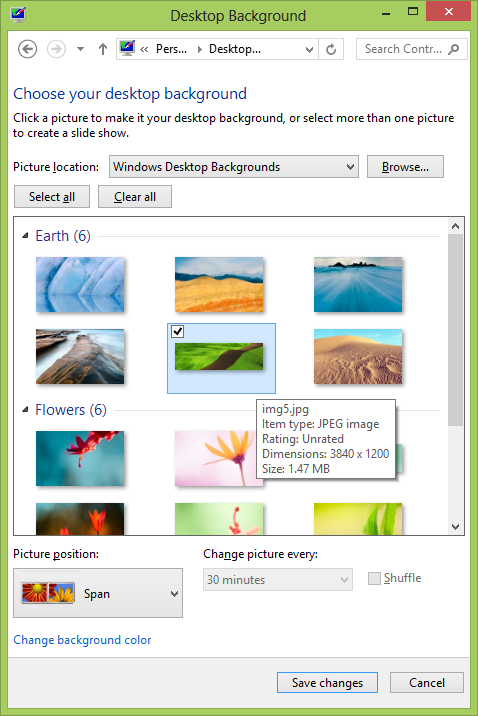 Desktop Background
« Pers... Desktop... Search Contr...
Choose your desktop background
Click a picture to make it your desktop background, or select more than one picture
to create a slide show.
Picture location: Windows Desktop Backgrounds Browse...
Select all Clear all
Earth (6)
Flowers (6)
img5.jpg
Item type: JPEG image
Rating: Unrated
Dimensions: 3840 x 1200
Size: 1.47 MB
Picture position: Change picture every:
Span 30 minutes Shuffle
Change background color
Save changes Cancel